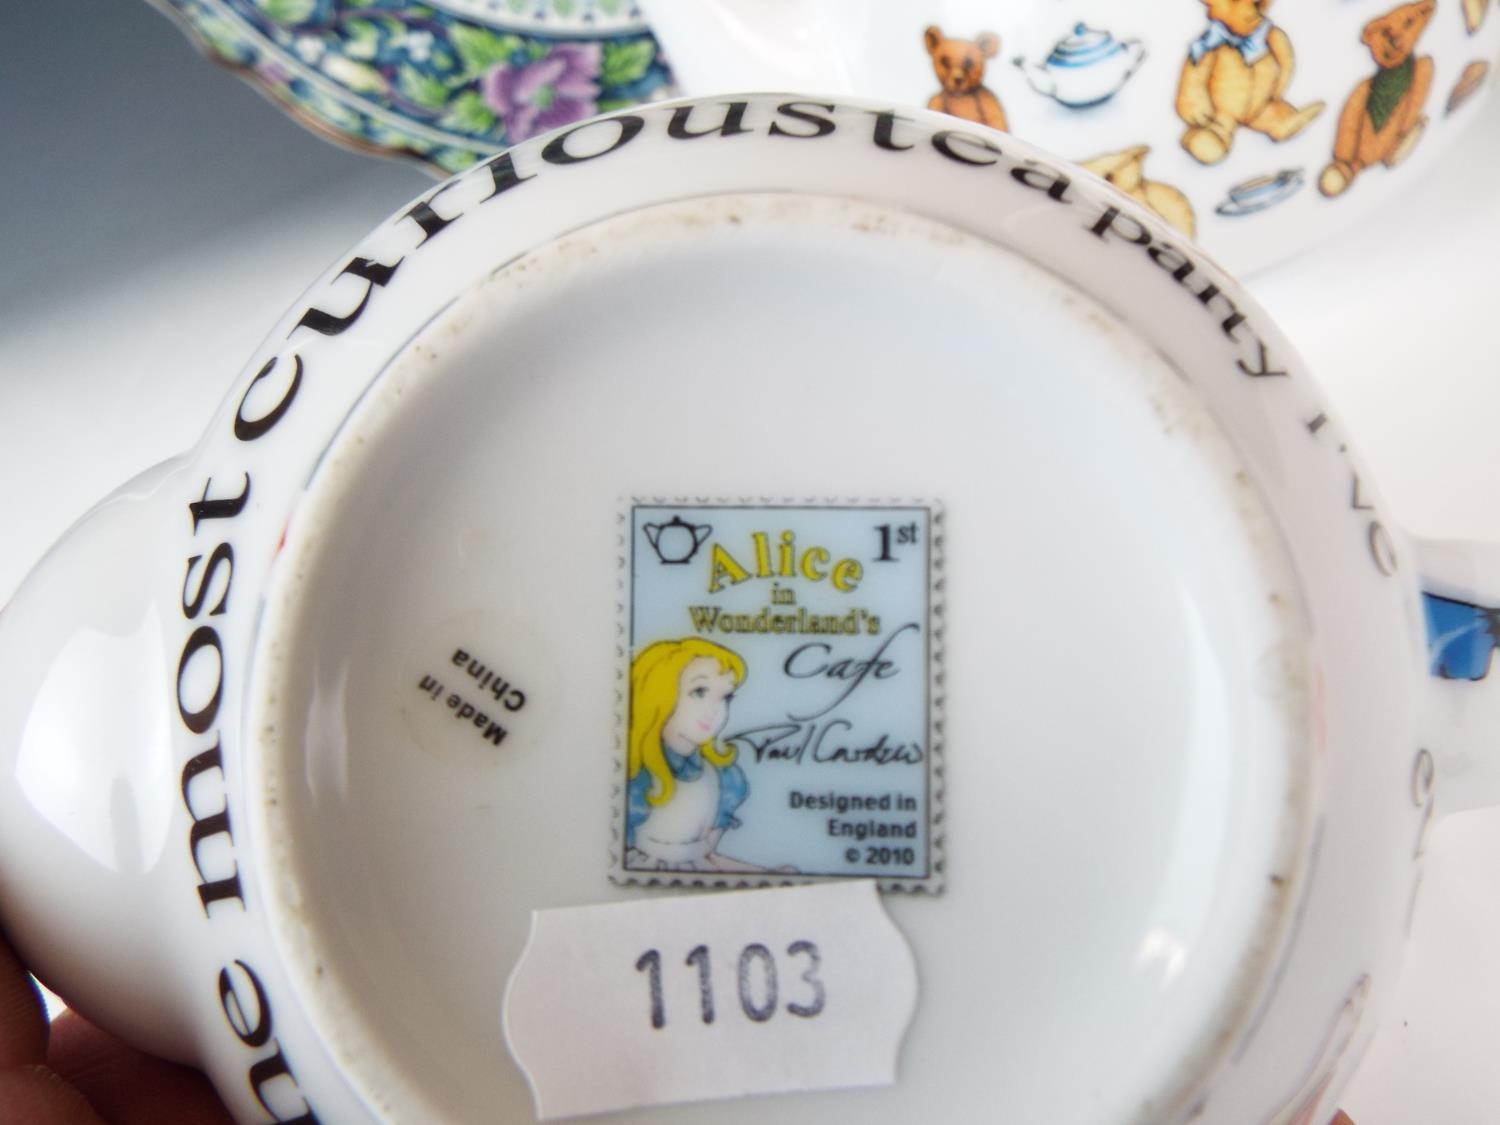 the most curious tea party I've
1st
Alice
in
Wonderland's
Cafe
Paul Cardew
Designed in
England
© 2010
Made in
China
1103